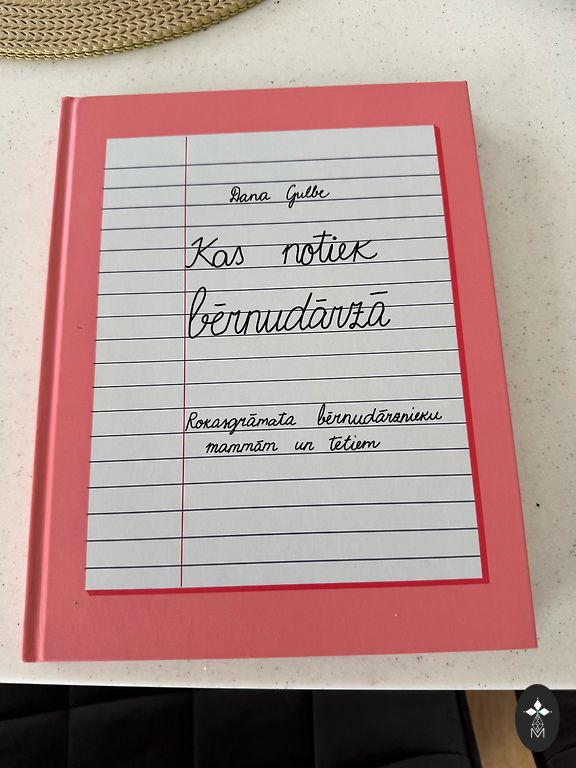 Dana Gulbe
Kas notiek
bērnudārzā
Rokasgrāmata bērnudārznieku
mammām un tētiem